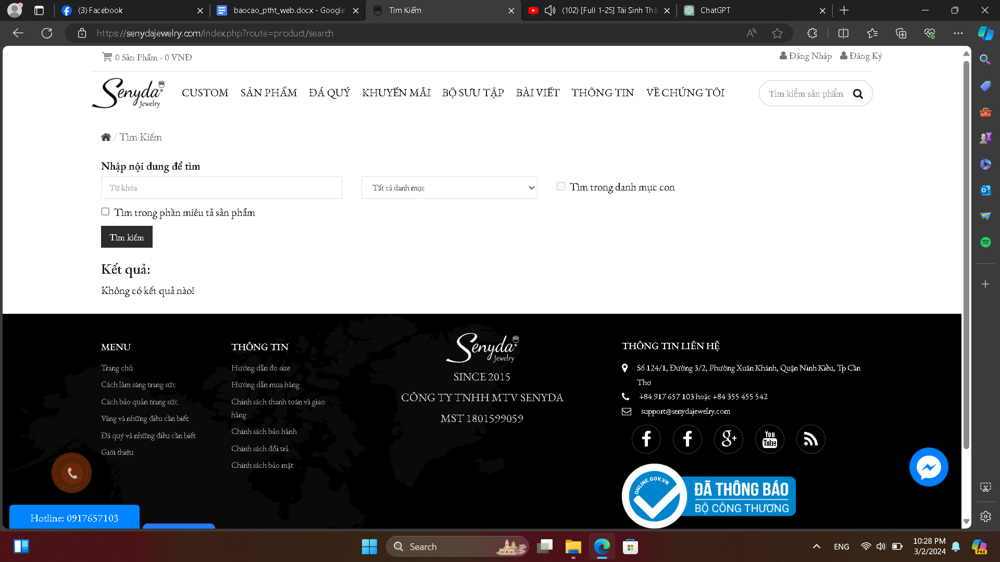 (3) Facebook
baocao_ptht_web.docx - Google
Tìm Kiếm
(102) [Full 1-25] Tái Sinh Thâ
ChatGPT
https://senydajewelry.com/index.php?route=product/search
0 Sản Phẩm - 0 VNĐ
Đăng Nhập
Đăng Ký
Senyda
Jewelry
CUSTOM
SẢN PHẨM
ĐÁ QUÝ
KHUYẾN MÃI
BỘ SƯU TẬP
BÀI VIẾT
THÔNG TIN
VỀ CHÚNG TÔI
Tìm kiếm sản phẩm
/ Tìm Kiếm
Nhập nội dung để tìm
Từ khóa
Tất cả danh mục
Tìm trong danh mục con
Tìm trong phần miêu tả sản phẩm
Tìm kiếm
Kết quả:
Không có kết quả nào!
MENU
Trang chủ
Cách làm sáng trang sức
Cách bảo quản trang sức
Vàng và những điều cần biết
Đá quý và những điều cần biết
Giới thiệu
THÔNG TIN
Hướng dẫn đo size
Hướng dẫn mua hàng
Chính sách thanh toán và giao
hàng
Chính sách bảo hành
Chính sách đổi trả
Chính sách bảo mật
Senyda
Jewelry
SINCE 2015
CÔNG TY TNHH MTV SENYDA
MST 1801599059
THÔNG TIN LIÊN HỆ
Số 124/1, Đường 3/2, Phường Xuân Khánh, Quận Ninh Kiều, Tp Cần
Thơ
+84 917 657 103 hoặc +84 355 455 542
support@senydajewelry.com
You
Tube
ONLINE.GOV.VN
ĐÃ THÔNG BÁO
BỘ CÔNG THƯƠNG
Hotline: 0917657103
Search
ENG
10:28 PM
3/2/2024
PRE